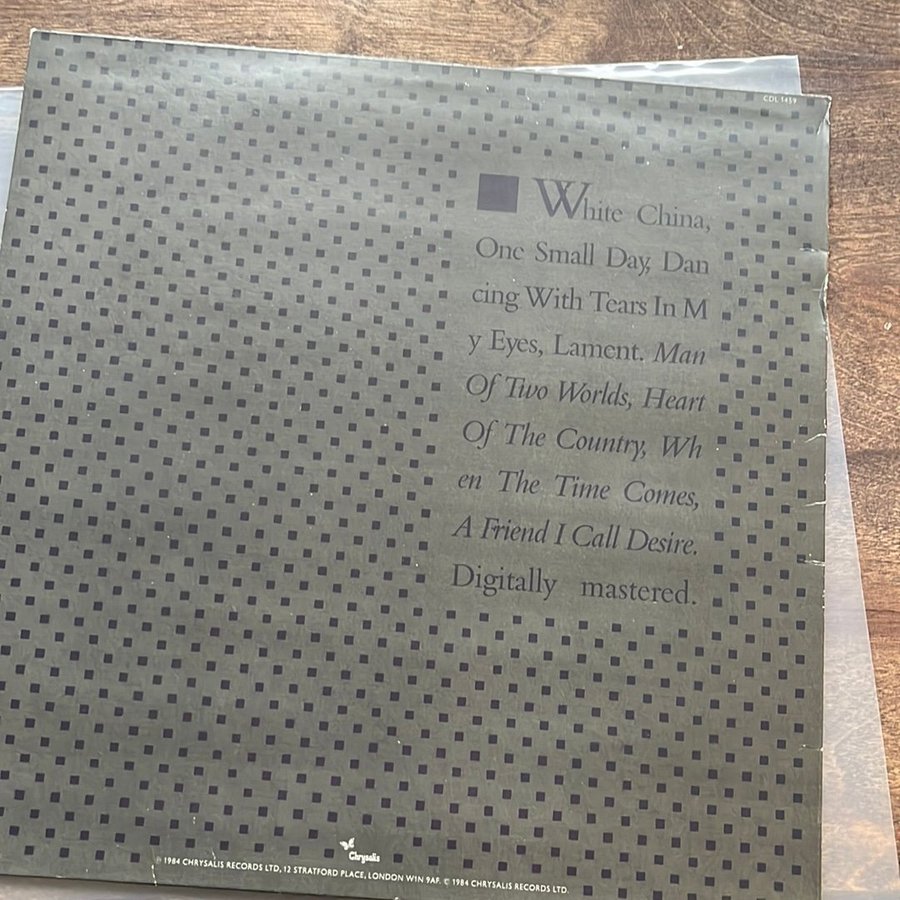 CDL 1459
White China,
One Small Day, Dan
cing With Tears In M
y Eyes, Lament. Man
Of Two Worlds, Heart
Of The Country, Wh
en The Time Comes,
A Friend I Call Desire.
Digitally mastered.
Chrysalis
℗ 1984 CHRYSALIS RECORDS LTD, 12 STRATFORD PLACE, LONDON W1N 9AF. © 1984 CHRYSALIS RECORDS LTD.